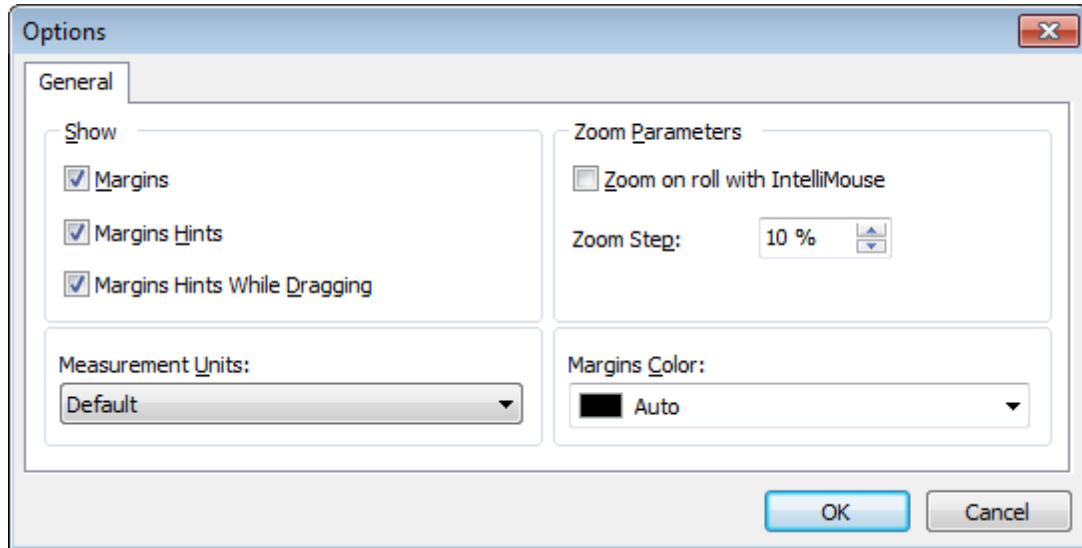 Options
General
Show
Margins
Margins Hints
Margins Hints While Dragging
Zoom Parameters
Zoom on roll with IntelliMouse
Zoom Step: 10 %
Measurement Units:
Default
Margins Color:
Auto
OK Cancel